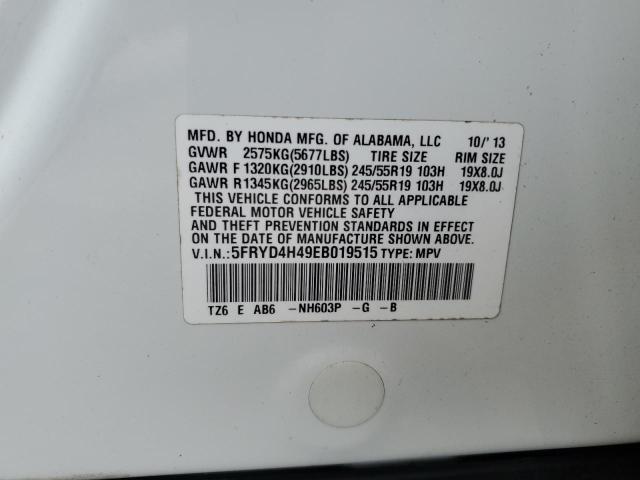 MFD. BY HONDA MFG. OF ALABAMA, LLC 10/'13
GVWR 2575KG(5677LBS) TIRE SIZE RIM SIZE
GAWR F 1320KG(2910LBS) 245/55R19 103H 19X8.0J
GAWR R1345KG(2965LBS) 245/55R19 103H 19X8.0J
THIS VEHICLE CONFORMS TO ALL APPLICABLE
FEDERAL MOTOR VEHICLE SAFETY
AND THEFT PREVENTION STANDARDS IN EFFECT
ON THE DATE OF MANUFACTURE SHOWN ABOVE.
V.I.N.:5FRYD4H49EB019515 TYPE: MPV
TZ6 E AB6 -NH603P -G -B